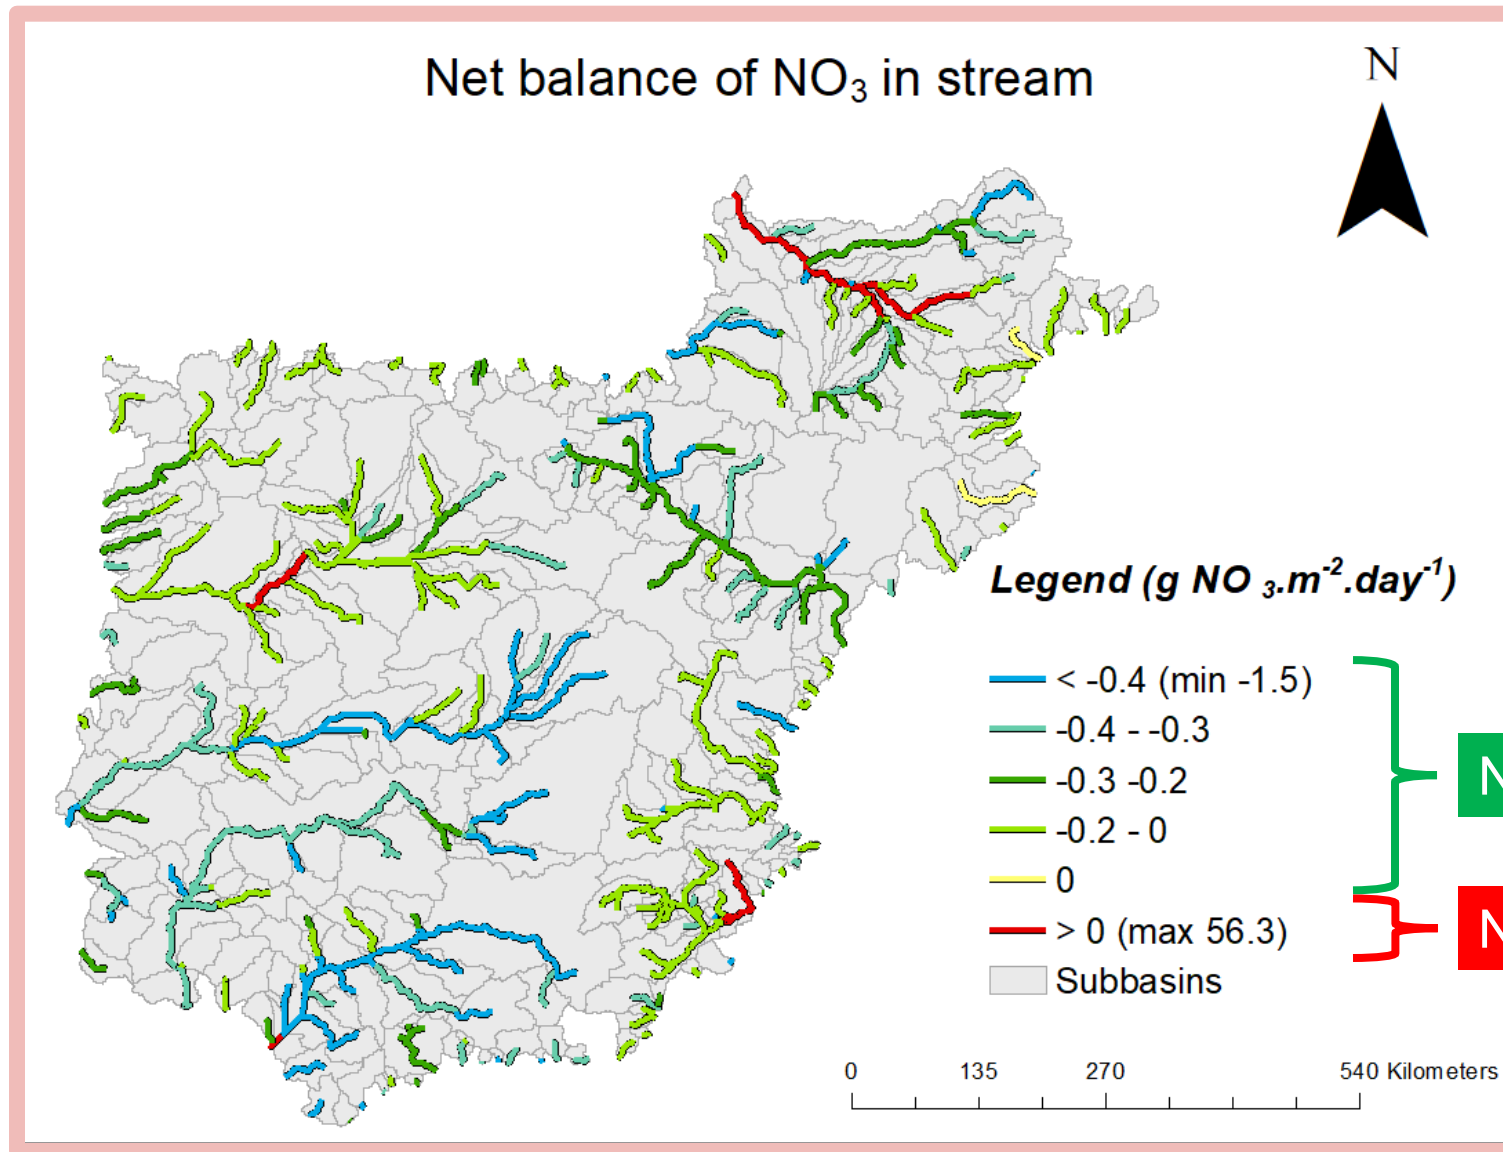 Net balance of NO₃ in stream
N
Legend (g NO ₃.m⁻².day⁻¹)
< -0.4 (min -1.5)
-0.4 - -0.3
-0.3 -0.2
-0.2 - 0
0
> 0 (max 56.3)
Subbasins
N
N
0 135 270 540 Kilometers